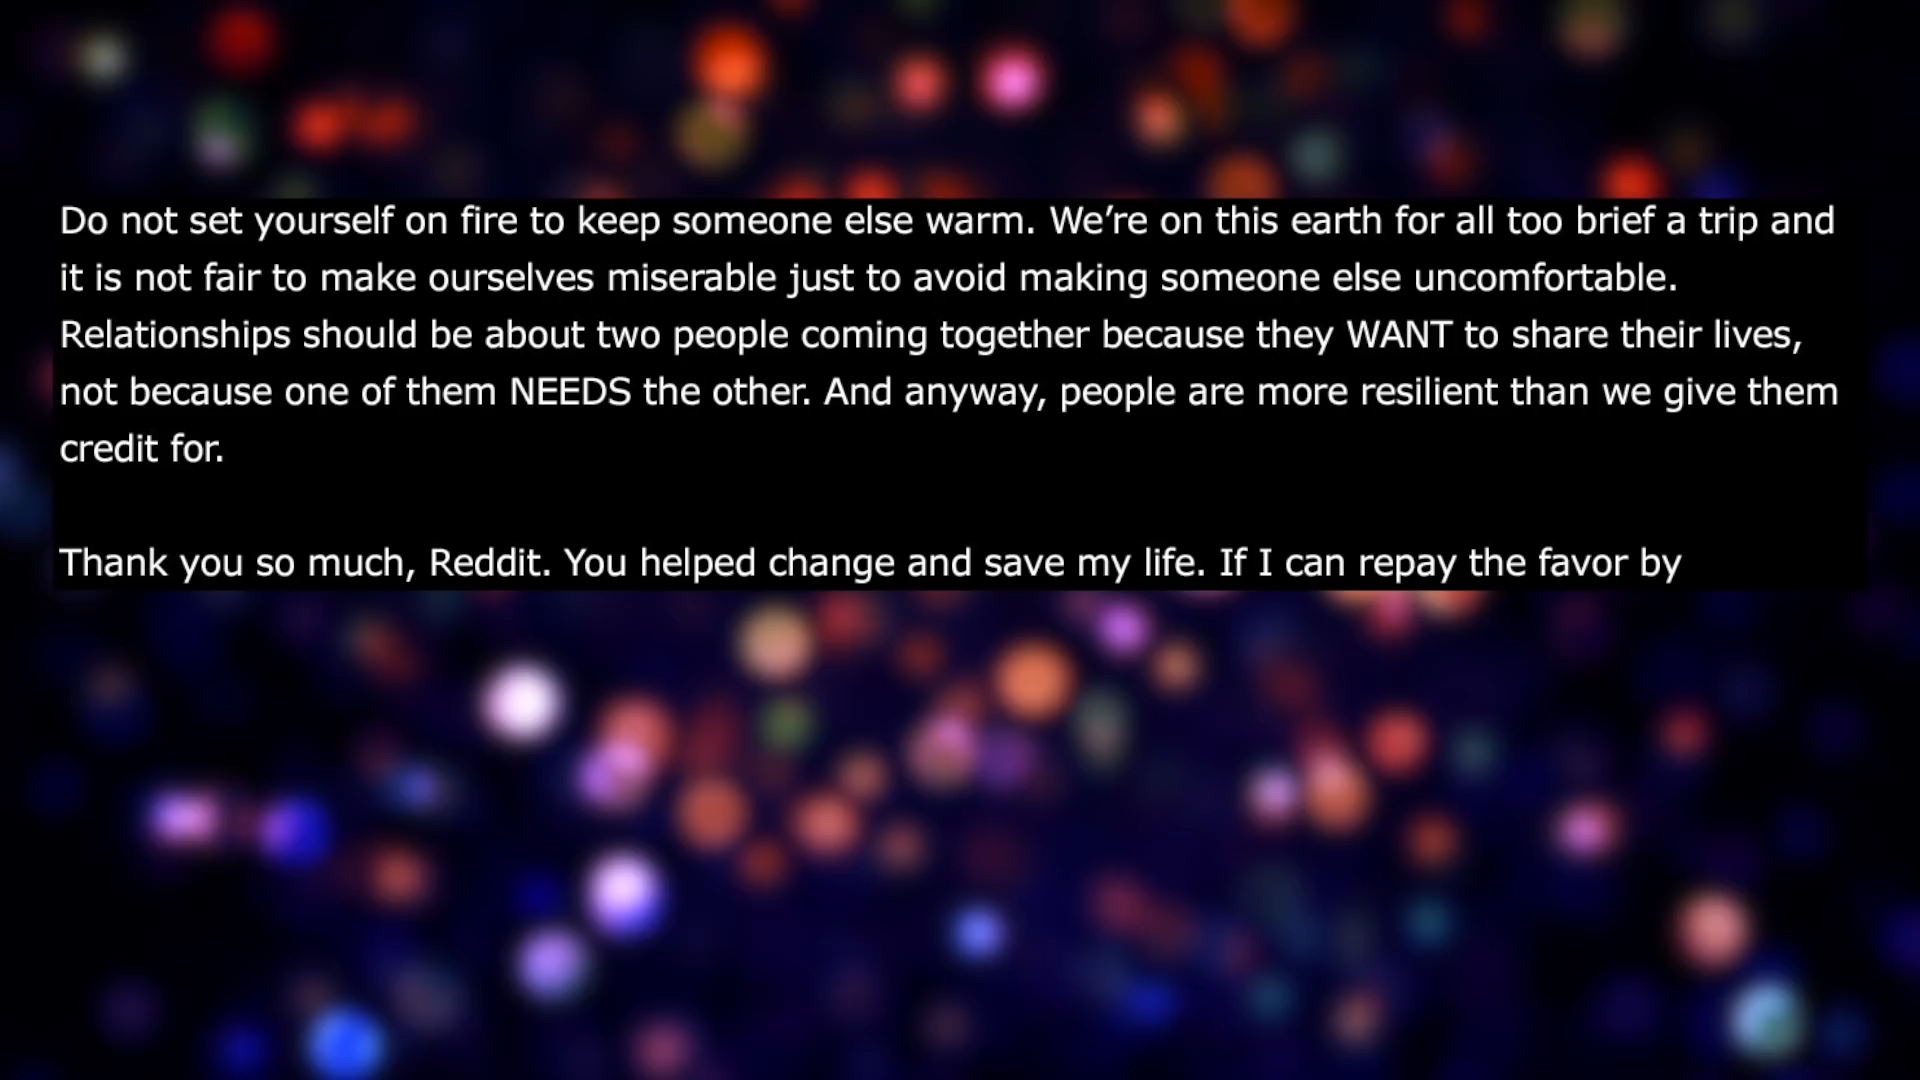 Do not set yourself on fire to keep someone else warm. We’re on this earth for all too brief a trip and
it is not fair to make ourselves miserable just to avoid making someone else uncomfortable.
Relationships should be about two people coming together because they WANT to share their lives,
not because one of them NEEDS the other. And anyway, people are more resilient than we give them
credit for.
Thank you so much, Reddit. You helped change and save my life. If I can repay the favor by